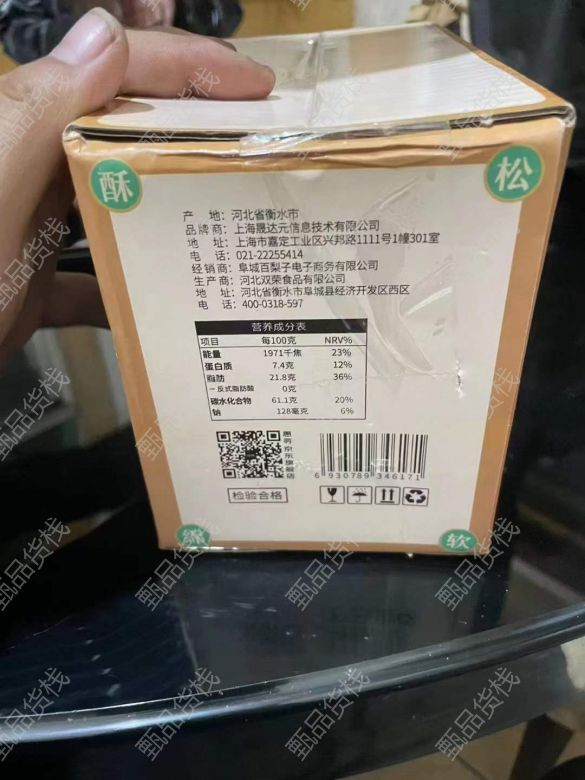 酥
松
产 地：河北省衡水市
品牌商：上海晟达元信息技术有限公司
地 址：上海市嘉定工业区兴邦路1111号1幢301室
电 话：021-22255414
经销商：阜城百梨子电子商务有限公司
生产商：河北双荣食品有限公司
地 址：河北省衡水市阜城县经济开发区西区
电 话：400-0318-597
营养成分表
项目 每100克 NRV%
能量 1971千焦 23%
蛋白质 7.4克 12%
脂肪 21.8克 36%
－反式脂肪酸 0克
碳水化合物 61.1克 20%
钠 128毫克 6%
京东旗舰店
6 930789 346171
检验合格
绵
软
甄品货栈